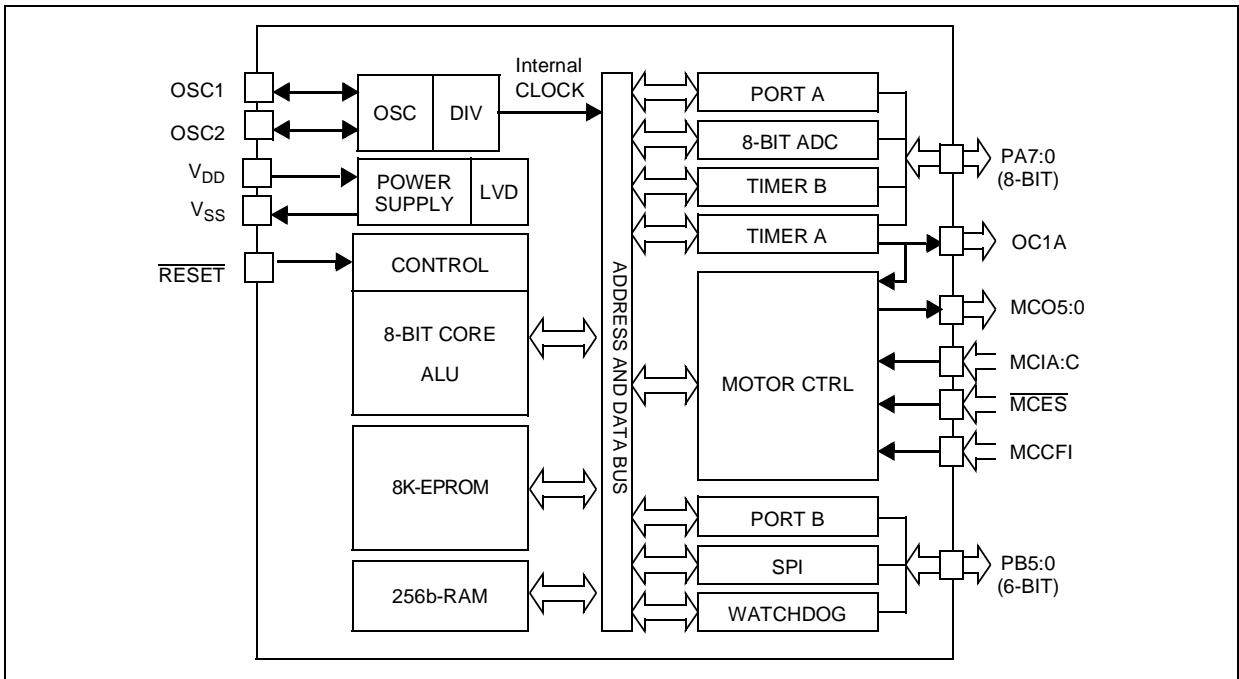 OSC1
OSC2
VDD
VSS
RESET
OSC
DIV
Internal
CLOCK
POWER
SUPPLY
LVD
CONTROL
8-BIT CORE
ALU
8K-EPROM
256b-RAM
ADDRESS AND DATA BUS
PORT A
8-BIT ADC
TIMER B
TIMER A
MOTOR CTRL
PORT B
SPI
WATCHDOG
PA7:0
(8-BIT)
OC1A
MCO5:0
MCIA:C
MCES
MCCFI
PB5:0
(6-BIT)